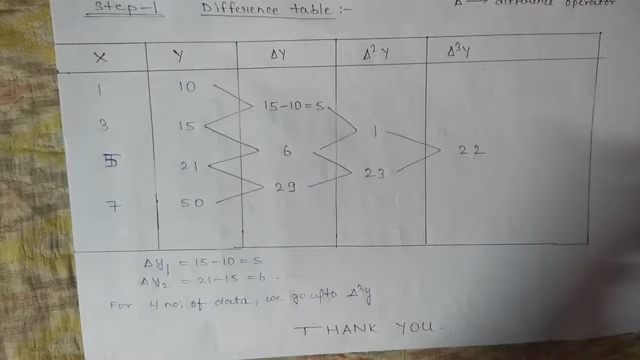 Step-1 Difference table :- Δ → difference operator
X Y ΔY Δ²Y Δ³Y
1 10
15-10=5
3 15 1
6 22
5 21 23
29
7 50
Δy₁ = 15-10=5
Δy₂ = 21-15=6 ....
For 4 no; of data, we go upto Δ³y.
THANK YOU.